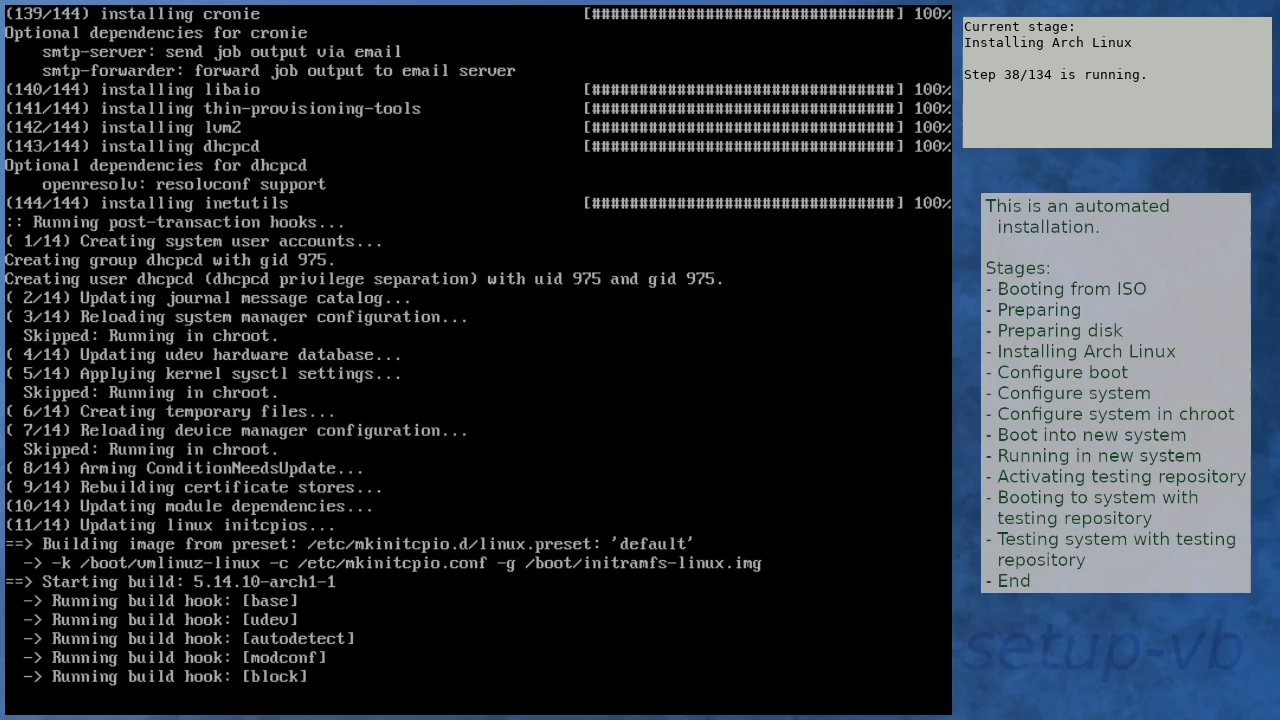 (139/144) installing cronie [################################] 100%
Optional dependencies for cronie
    smtp-server: send job output via email
    smtp-forwarder: forward job output to email server
(140/144) installing libaio [################################] 100%
(141/144) installing thin-provisioning-tools [################################] 100%
(142/144) installing lvm2 [################################] 100%
(143/144) installing dhcpcd [################################] 100%
Optional dependencies for dhcpcd
    openresolv: resolvconf support
(144/144) installing inetutils [################################] 100%
:: Running post-transaction hooks...
( 1/14) Creating system user accounts...
Creating group dhcpcd with gid 975.
Creating user dhcpcd (dhcpcd privilege separation) with uid 975 and gid 975.
( 2/14) Updating journal message catalog...
( 3/14) Reloading system manager configuration...
  Skipped: Running in chroot.
( 4/14) Updating udev hardware database...
( 5/14) Applying kernel sysctl settings...
  Skipped: Running in chroot.
( 6/14) Creating temporary files...
( 7/14) Reloading device manager configuration...
  Skipped: Running in chroot.
( 8/14) Arming ConditionNeedsUpdate...
( 9/14) Rebuilding certificate stores...
(10/14) Updating module dependencies...
(11/14) Updating linux initcpios...
==> Building image from preset: /etc/mkinitcpio.d/linux.preset: 'default'
  -> -k /boot/vmlinuz-linux -c /etc/mkinitcpio.conf -g /boot/initramfs-linux.img
==> Starting build: 5.14.10-arch1-1
  -> Running build hook: [base]
  -> Running build hook: [udev]
  -> Running build hook: [autodetect]
  -> Running build hook: [modconf]
  -> Running build hook: [block]
Current stage:
Installing Arch Linux
Step 38/134 is running.
This is an automated
installation.
Stages:
- Booting from ISO
- Preparing
- Preparing disk
- Installing Arch Linux
- Configure boot
- Configure system
- Configure system in chroot
- Boot into new system
- Running in new system
- Activating testing repository
- Booting to system with
testing repository
- Testing system with testing
repository
- End
setup-vb